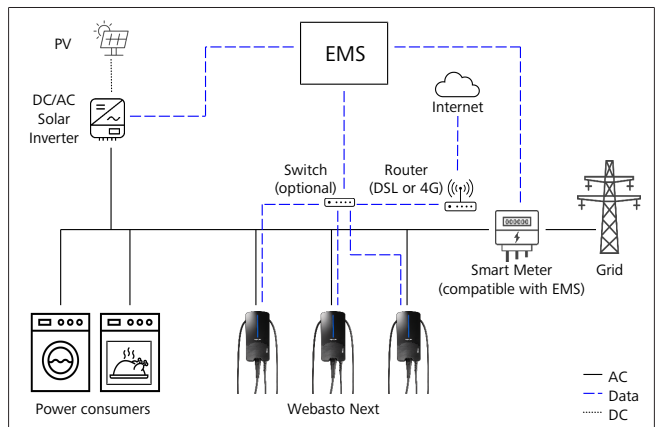 PV
EMS
DC/AC
Solar
Inverter
Internet
Switch
(optional)
Router
(DSL or 4G)
Smart Meter
(compatible with EMS)
Grid
Power consumers
Webasto Next
AC
Data
DC